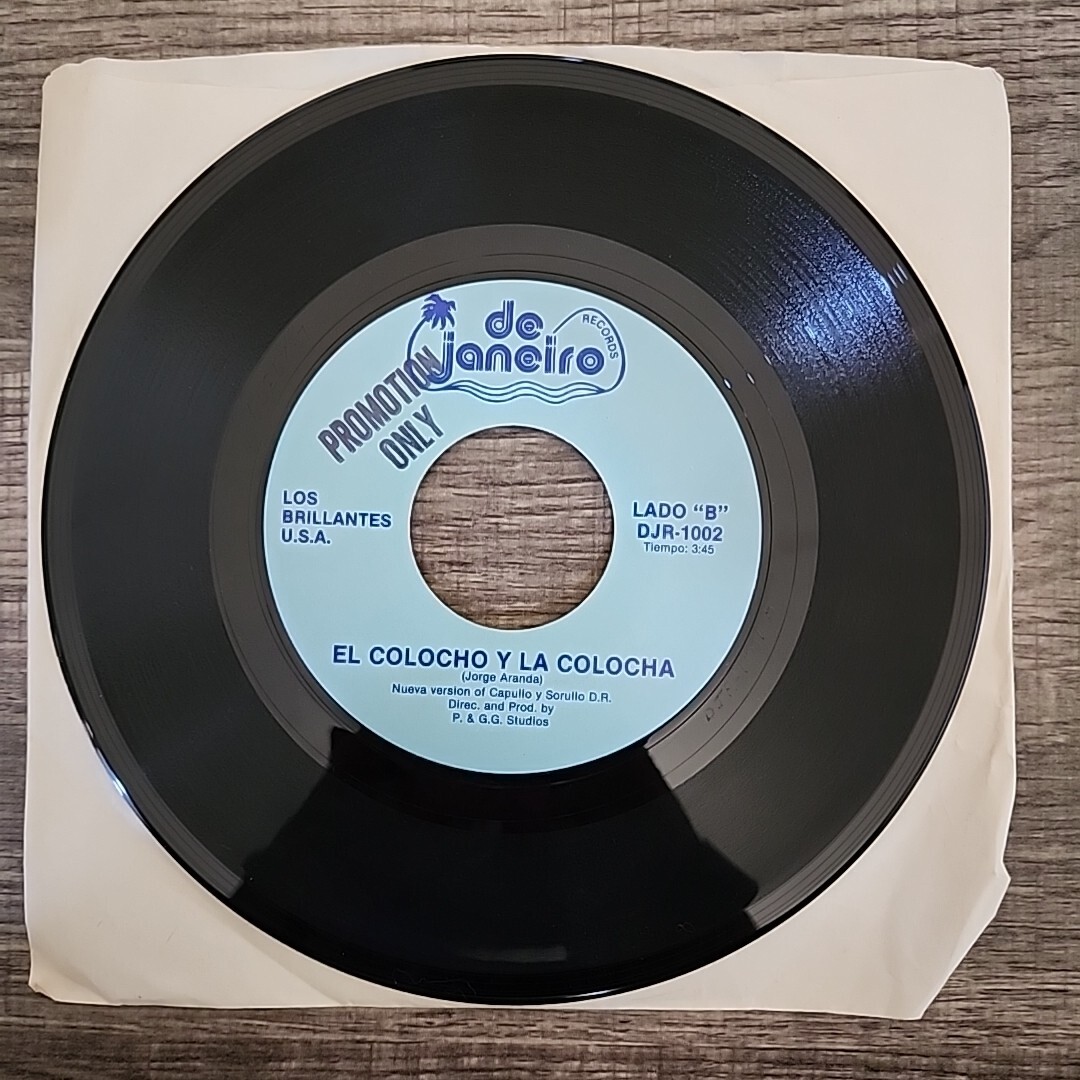 de
janeiro
RECORDS
PROMOTION
ONLY
LOS
BRILLANTES
U.S.A.
LADO "B"
DJR-1002
Tiempo: 3:45
EL COLOCHO Y LA COLOCHA
(Jorge Aranda)
Nueva version of Capullo y Sorullo D.R.
Direc. and Prod. by
P. & G.G. Studios